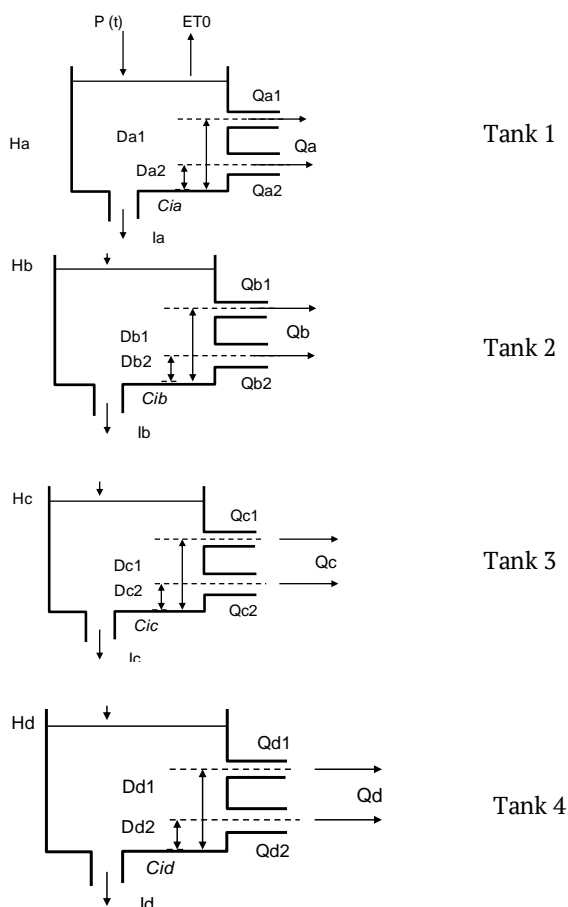 P (t) ET0
Qa1
Ha Da1 Qa Tank 1
Da2
Cia Qa2
Ia
Hb
Qb1
Db1 Qb Tank 2
Db2
Cib Qb2
Ib
Hc
Qc1
Dc1 Qc Tank 3
Dc2
Cic Qc2
Ic
Hd
Qd1
Dd1 Qd Tank 4
Dd2
Cid Qd2
Id